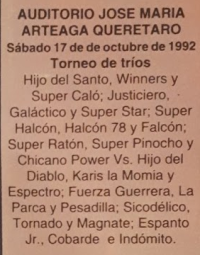 AUDITORIO JOSE MARIA
ARTEAGA QUERETARO
Sábado 17 de de octubre de 1992
Torneo de tríos
Hijo del Santo, Winners y
Super Caló; Justiciero,
Galáctico y Super Star; Super
Halcón, Halcón 78 y Falcón;
Super Ratón, Super Pinocho y
Chicano Power Vs. Hijo del
Diablo, Karis la Momia y
Espectro; Fuerza Guerrera, La
Parca y Pesadilla; Sicodélico,
Tornado y Magnate; Espanto
Jr., Cobarde e Indómito.